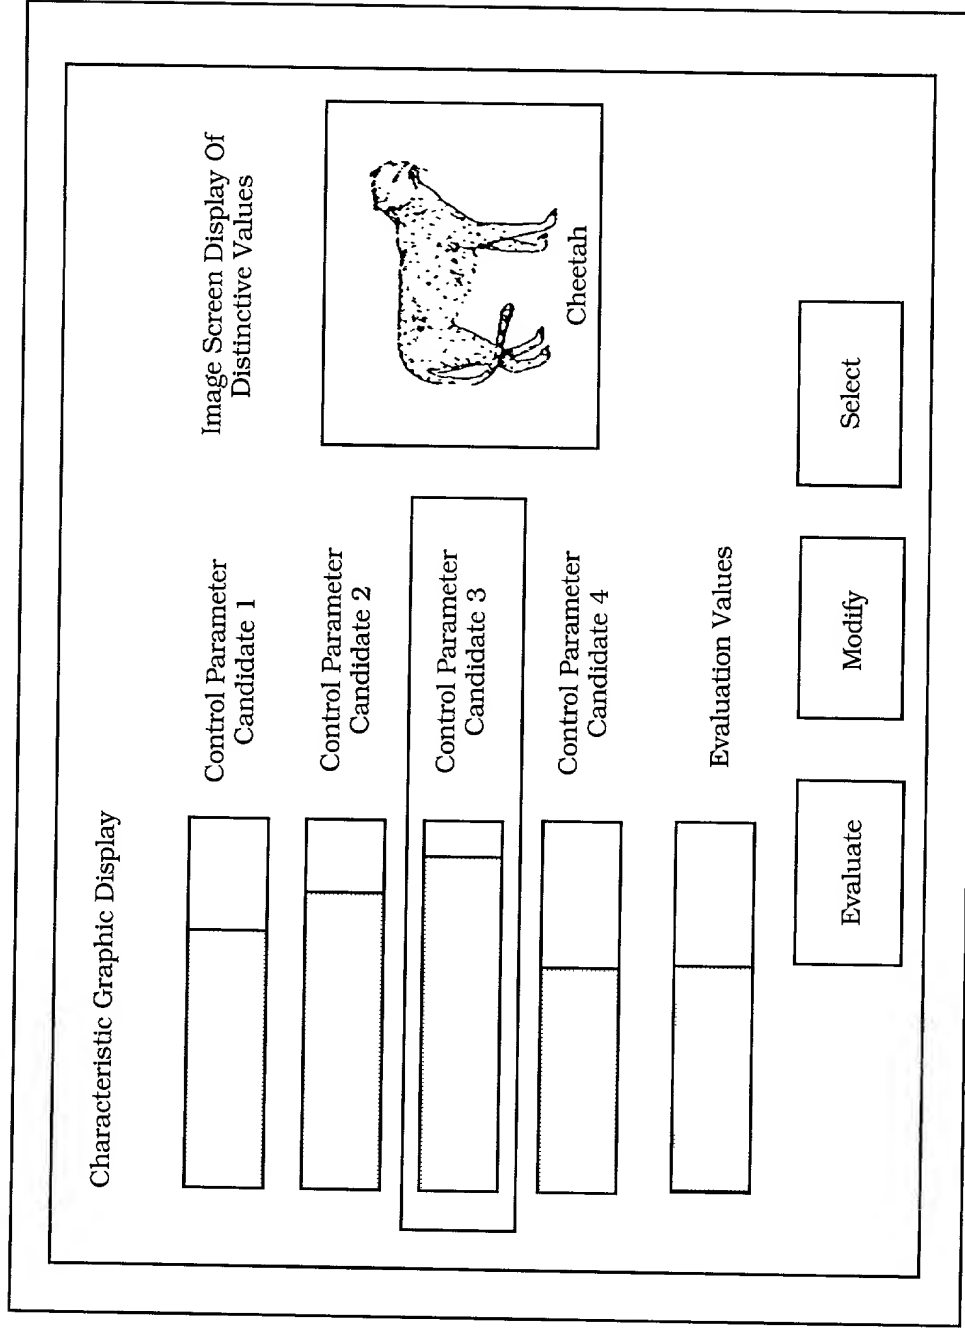 Characteristic Graphic Display
Image Screen Display Of
Distinctive Values
Control Parameter
Candidate 1
Control Parameter
Candidate 2
Control Parameter
Candidate 3
Control Parameter
Candidate 4
Evaluation Values
Cheetah
Evaluate
Modify
Select